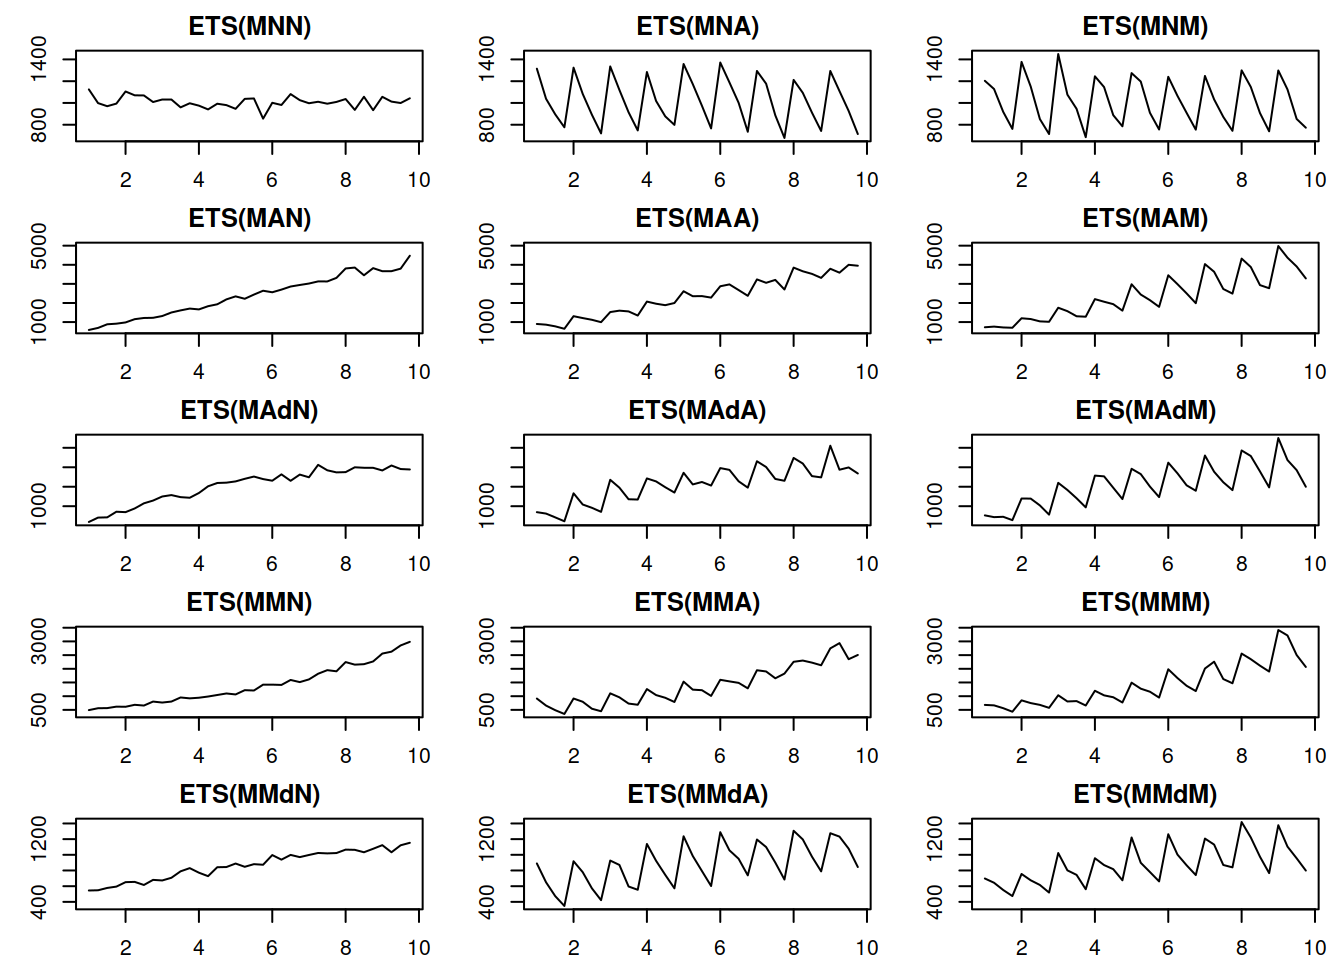 ETS(MNN) ETS(MNA) ETS(MNM)
1400 1400 1400
800 800 800
2 4 6 8 10 2 4 6 8 10 2 4 6 8 10
ETS(MAN) ETS(MAA) ETS(MAM)
5000 5000 5000
1000 1000 1000
2 4 6 8 10 2 4 6 8 10 2 4 6 8 10
ETS(MAdN) ETS(MAdA) ETS(MAdM)
1000 1000 1000
2 4 6 8 10 2 4 6 8 10 2 4 6 8 10
ETS(MMN) ETS(MMA) ETS(MMM)
3000 3000 3000
500 500 500
2 4 6 8 10 2 4 6 8 10 2 4 6 8 10
ETS(MMdN) ETS(MMdA) ETS(MMdM)
1200 1200 1200
400 400 400
2 4 6 8 10 2 4 6 8 10 2 4 6 8 10